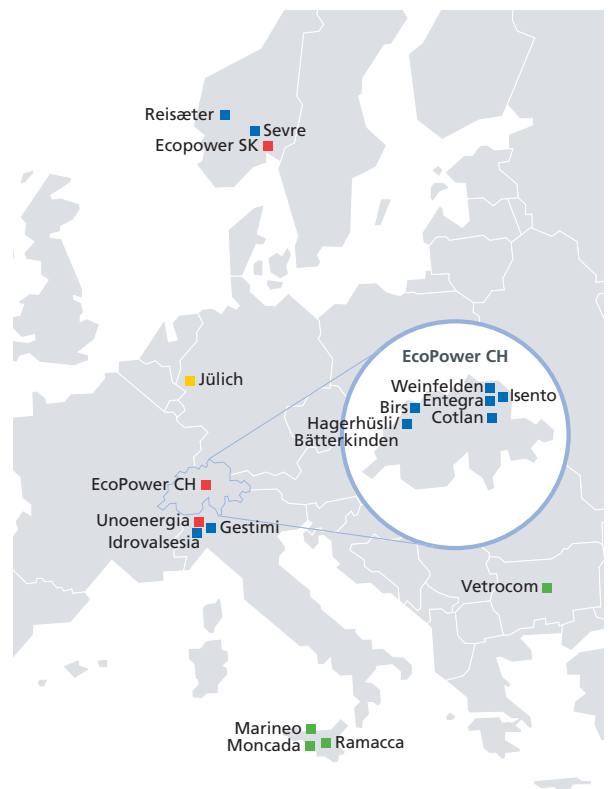 Reisæter
Sevre
Ecopower SK
EcoPower CH
Weinfelden
Entegra
Isento
Birs
Cotlan
Hagerhüsli/
Bätterkinden
Jülich
EcoPower CH
Unoenergia
Gestimi
Idrovalsesia
Vetrocom
Marineo
Moncada
Ramacca